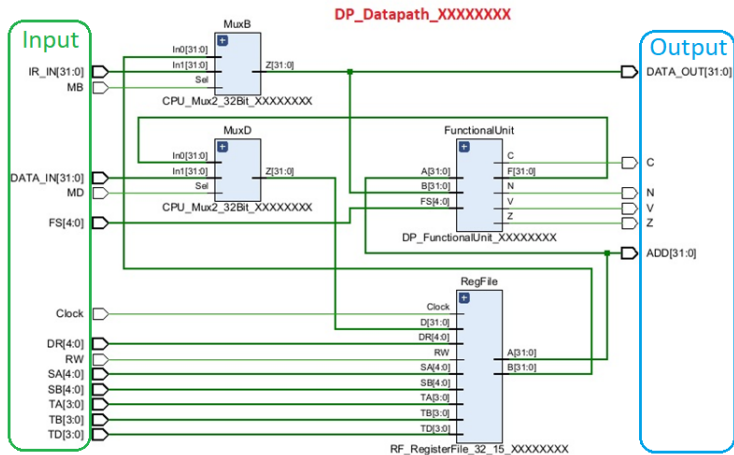 DP_Datapath_XXXXXXXX
Input
Output
MuxB
In0[31:0]
In1[31:0]
Sel
Z[31:0]
IR_IN[31:0]
MB
DATA_OUT[31:0]
CPU_Mux2_32Bit_XXXXXXXX
MuxD
In0[31:0]
In1[31:0]
Sel
Z[31:0]
DATA_IN[31:0]
MD
CPU_Mux2_32Bit_XXXXXXXX
FS[4:0]
FunctionalUnit
A[31:0]
B[31:0]
FS[4:0]
C
F[31:0]
N
V
Z
C
N
V
Z
DP_FunctionalUnit_XXXXXXXX
ADD[31:0]
RegFile
Clock
D[31:0]
DR[4:0]
RW
SA[4:0]
SB[4:0]
TA[3:0]
TB[3:0]
TD[3:0]
A[31:0]
B[31:0]
Clock
DR[4:0]
RW
SA[4:0]
SB[4:0]
TA[3:0]
TB[3:0]
TD[3:0]
RF_RegisterFile_32_15_XXXXXXXX